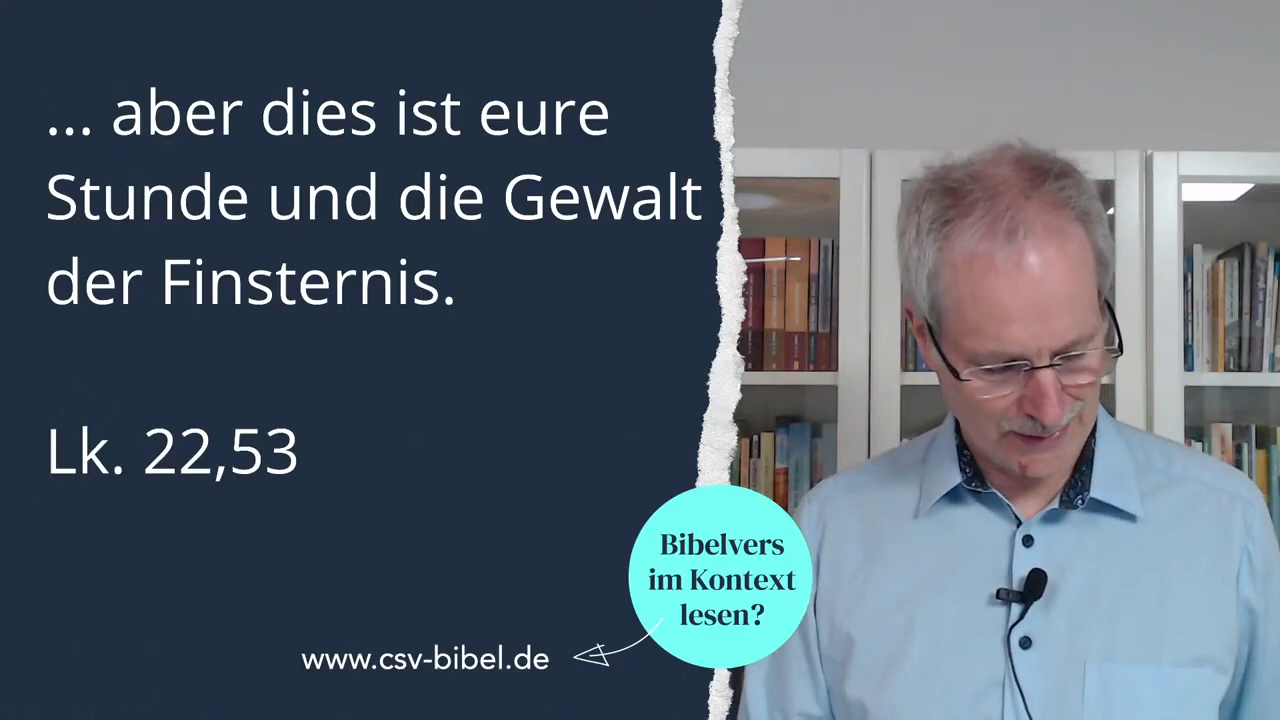 ... aber dies ist eure
Stunde und die Gewalt
der Finsternis.
Lk. 22,53
Bibelvers
im Kontext
lesen?
www.csv-bibel.de